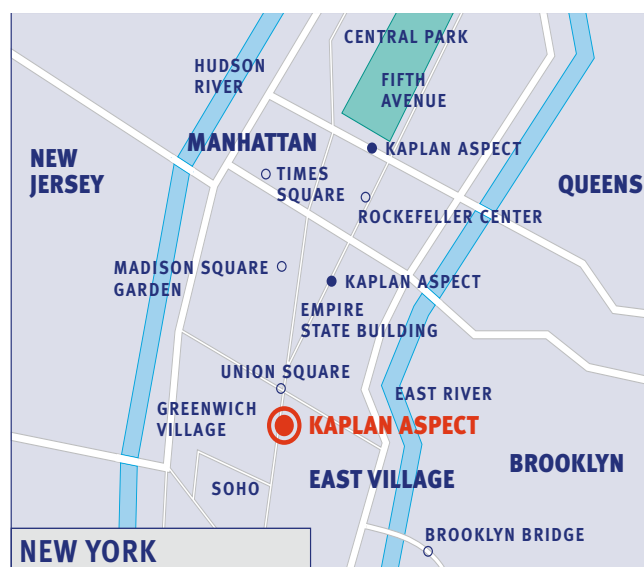 CENTRAL PARK
HUDSON
RIVER
FIFTH
AVENUE
MANHATTAN
KAPLAN ASPECT
NEW
JERSEY
TIMES
SQUARE
QUEENS
ROCKEFELLER CENTER
MADISON SQUARE
GARDEN
KAPLAN ASPECT
EMPIRE
STATE BUILDING
UNION SQUARE
EAST RIVER
GREENWICH
VILLAGE
KAPLAN ASPECT
BROOKLYN
EAST VILLAGE
SOHO
BROOKLYN BRIDGE
NEW YORK